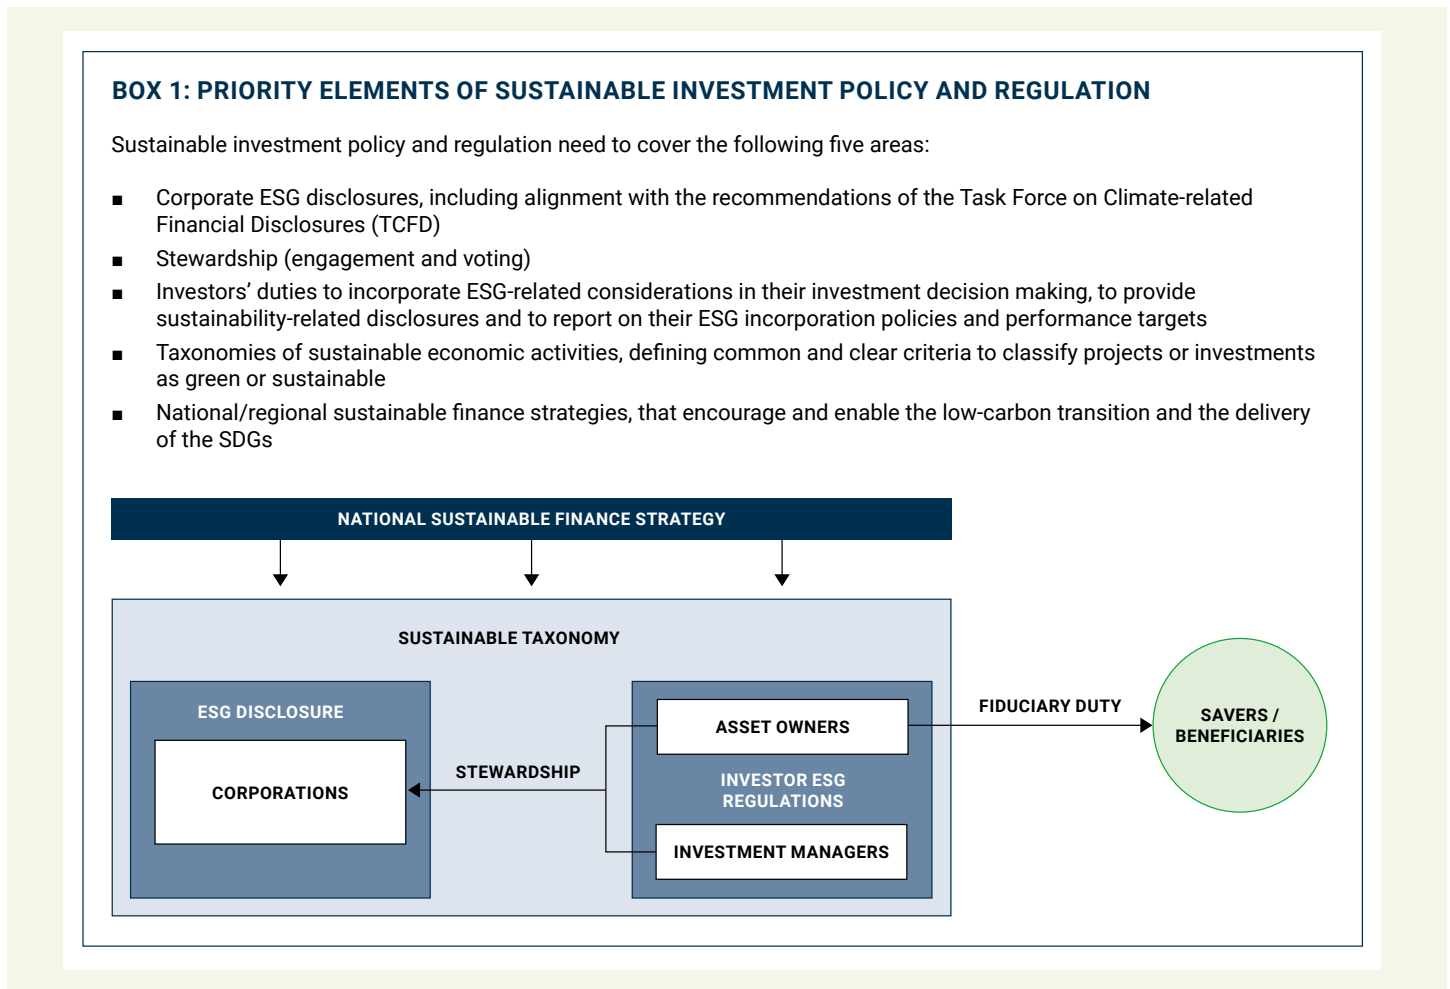 BOX 1: PRIORITY ELEMENTS OF SUSTAINABLE INVESTMENT POLICY AND REGULATION
Sustainable investment policy and regulation need to cover the following five areas:
■ Corporate ESG disclosures, including alignment with the recommendations of the Task Force on Climate-related
Financial Disclosures (TCFD)
■ Stewardship (engagement and voting)
■ Investors’ duties to incorporate ESG-related considerations in their investment decision making, to provide
sustainability-related disclosures and to report on their ESG incorporation policies and performance targets
■ Taxonomies of sustainable economic activities, defining common and clear criteria to classify projects or investments
as green or sustainable
■ National/regional sustainable finance strategies, that encourage and enable the low-carbon transition and the delivery
of the SDGs
NATIONAL SUSTAINABLE FINANCE STRATEGY
SUSTAINABLE TAXONOMY
ESG DISCLOSURE
CORPORATIONS
STEWARDSHIP
ASSET OWNERS
INVESTOR ESG
REGULATIONS
INVESTMENT MANAGERS
FIDUCIARY DUTY
SAVERS /
BENEFICIARIES